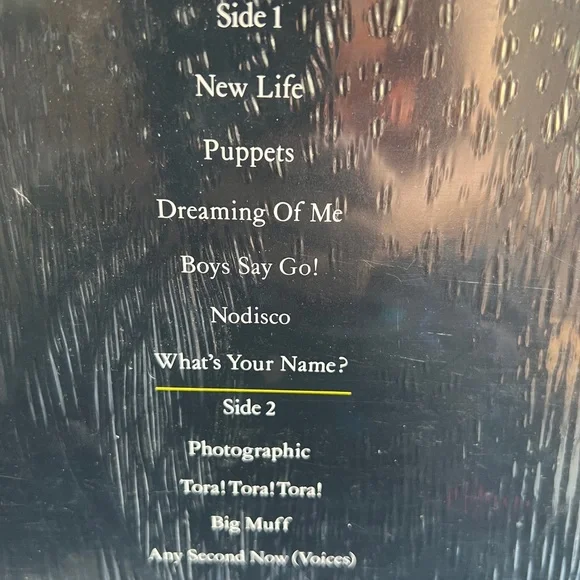 Side 1
New Life
Puppets
Dreaming Of Me
Boys Say Go!
Nodisco
What's Your Name?
Side 2
Photographic
Tora! Tora! Tora!
Big Muff
Any Second Now (Voices)